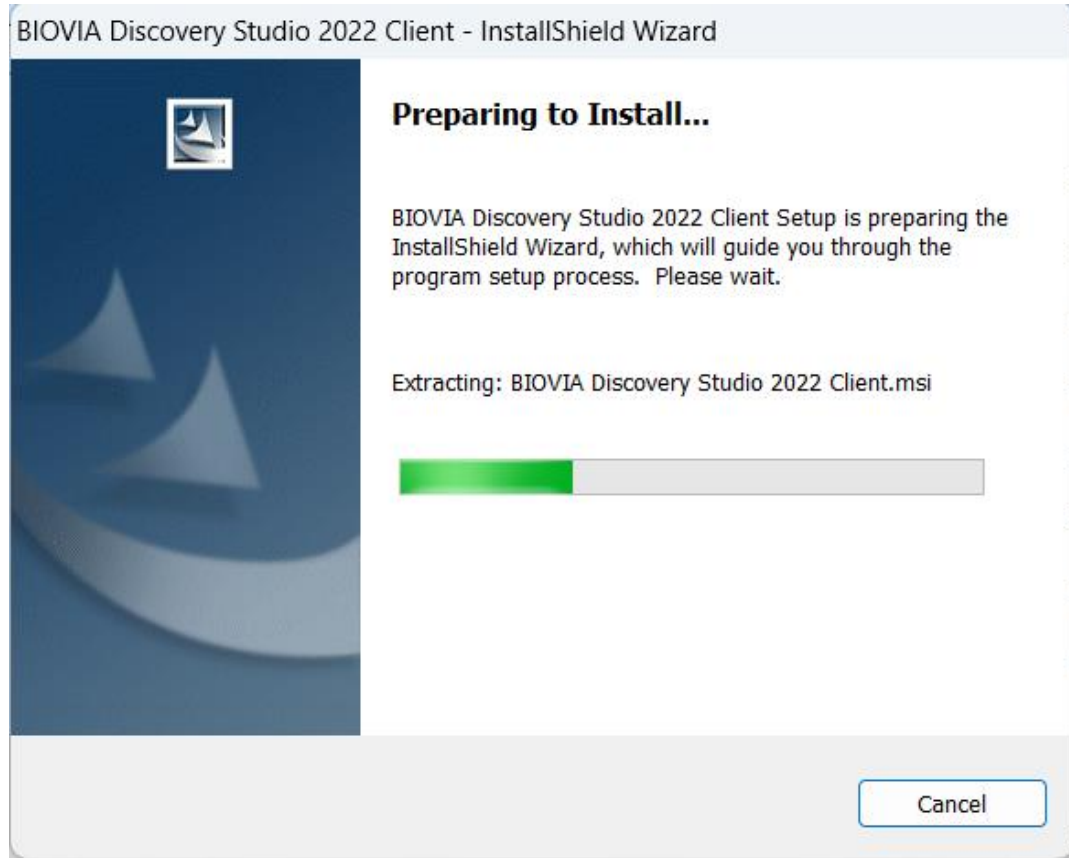 BIOVIA Discovery Studio 2022 Client - InstallShield Wizard
Preparing to Install...
BIOVIA Discovery Studio 2022 Client Setup is preparing the
InstallShield Wizard, which will guide you through the
program setup process.  Please wait.
Extracting: BIOVIA Discovery Studio 2022 Client.msi
Cancel